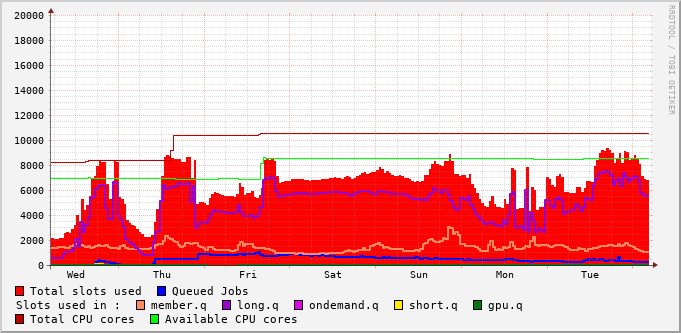 20000
18000
16000
14000
12000
10000
8000
6000
4000
2000
0
Wed Thu Fri Sat Sun Mon Tue
Total slots used Queued Jobs
Slots used in : member.q long.q ondemand.q short.q gpu.q
Total CPU cores Available CPU cores
RRDTOOL / TOBI OETIKER